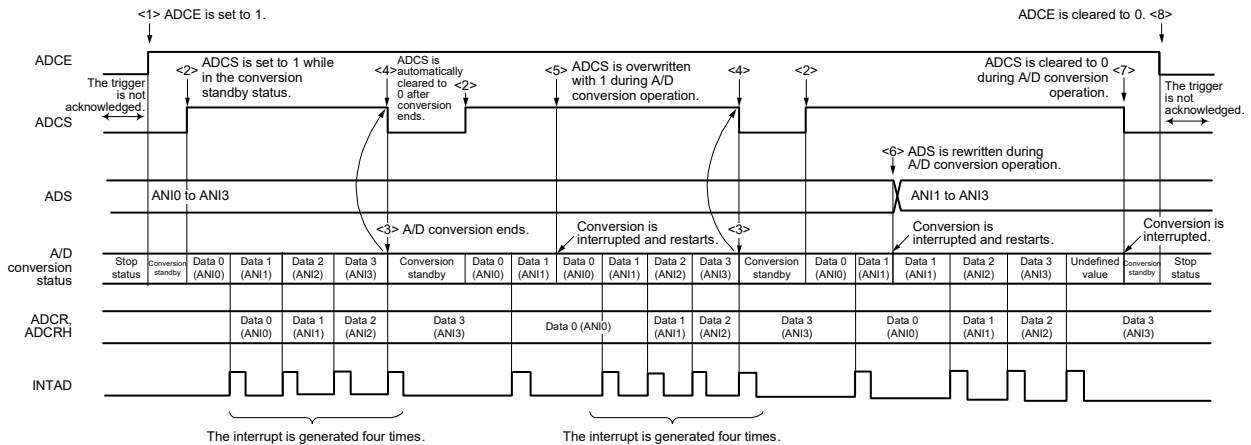 <1> ADCE is set to 1.
ADCE is cleared to 0. <8>
ADCE
The trigger
is not
acknowledged.
<2>
ADCS is set to 1 while
in the conversion
standby status.
<4>
ADCS is
automatically
cleared to
0 after
conversion
ends.
<2>
<5>
ADCS is overwritten
with 1 during A/D
conversion operation.
<4>
<2>
ADCS is cleared to 0
during A/D conversion
operation.
<7>
The trigger
is not
acknowledged.
ADCS
<6> ADS is rewritten during
A/D conversion operation.
ADS
ANI0 to ANI3
ANI1 to ANI3
<3> A/D conversion ends.
Conversion is
interrupted and restarts.
<3>
Conversion is
interrupted and restarts.
Conversion is
interrupted.
A/D
conversion
status
Stop
status
Conversion
standby
Data 0
(ANI0)
Data 1
(ANI1)
Data 2
(ANI2)
Data 3
(ANI3)
Conversion
standby
Data 0
(ANI0)
Data 1
(ANI1)
Data 0
(ANI0)
Data 1
(ANI1)
Data 2
(ANI2)
Data 3
(ANI3)
Conversion
standby
Data 0
(ANI0)
Data 1
(ANI1)
Data 1
(ANI1)
Data 2
(ANI2)
Data 3
(ANI3)
Undefined
value
Conversion
standby
Stop
status
ADCR,
ADCRH
Data 0
(ANI0)
Data 1
(ANI1)
Data 2
(ANI2)
Data 3
(ANI3)
Data 0 (ANI0)
Data 1
(ANI1)
Data 2
(ANI2)
Data 3
(ANI3)
Data 0
(ANI0)
Data 1
(ANI1)
Data 2
(ANI2)
Data 3
(ANI3)
INTAD
The interrupt is generated four times.
The interrupt is generated four times.